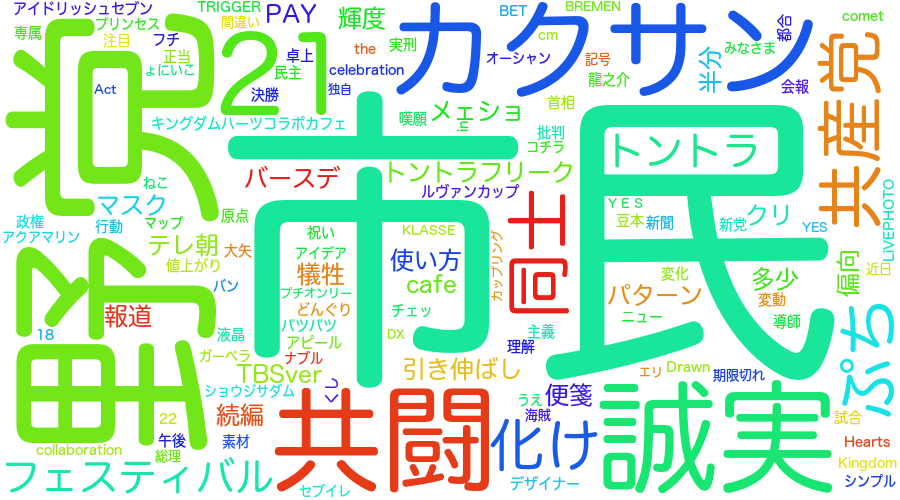 アイドリッシュセブン
TRIGGER
PAY
輝度
BET
BREMEN
カクサン
comet
専属
プリンセス
間違い
注目
フチ
正当
21
卓上
the
実刑
オーシャン
cm
半分
みなさま
都合
記号
共産党
野党
ょにいこ
民主
celebration
龍之介
会報
Act
決勝
独自
首相
市民
キングダムハーツコラボカフェ
嘆願
メェショ
in
批判
コチラ
トントラ
バースデ
トントラフリーク
ルヴァンカップ
ねこ
マスク
原点
YES
豆本
新聞
新党
クリ
YES
LIVEPHOTO
政権
行動
マップ
アクアマリン
テレ朝
大矢
祝い
KLASSE
同士
カップリング
使い方
アイデア
値上がり
犠牲
cafe
変化
多少
偏向
近日
パン
プチオンリー
どんぐり
チェッ
パターン
変動
報道
18
液晶
パツパツ
DX
ニュー
導師
ぷち
アピール
主義
理解
ガーベラ
ナプル
TBSver
引き伸ばし
エリ
Drawn
期限切れ
ショウジサダム
便箋
うえ
誠実
22
続編
共闘
海賊
試合
collaboration
午後
総理
素材
化け
Hearts
Kingdom
フェスティバル
セブイレ
デザイナー
シンプル